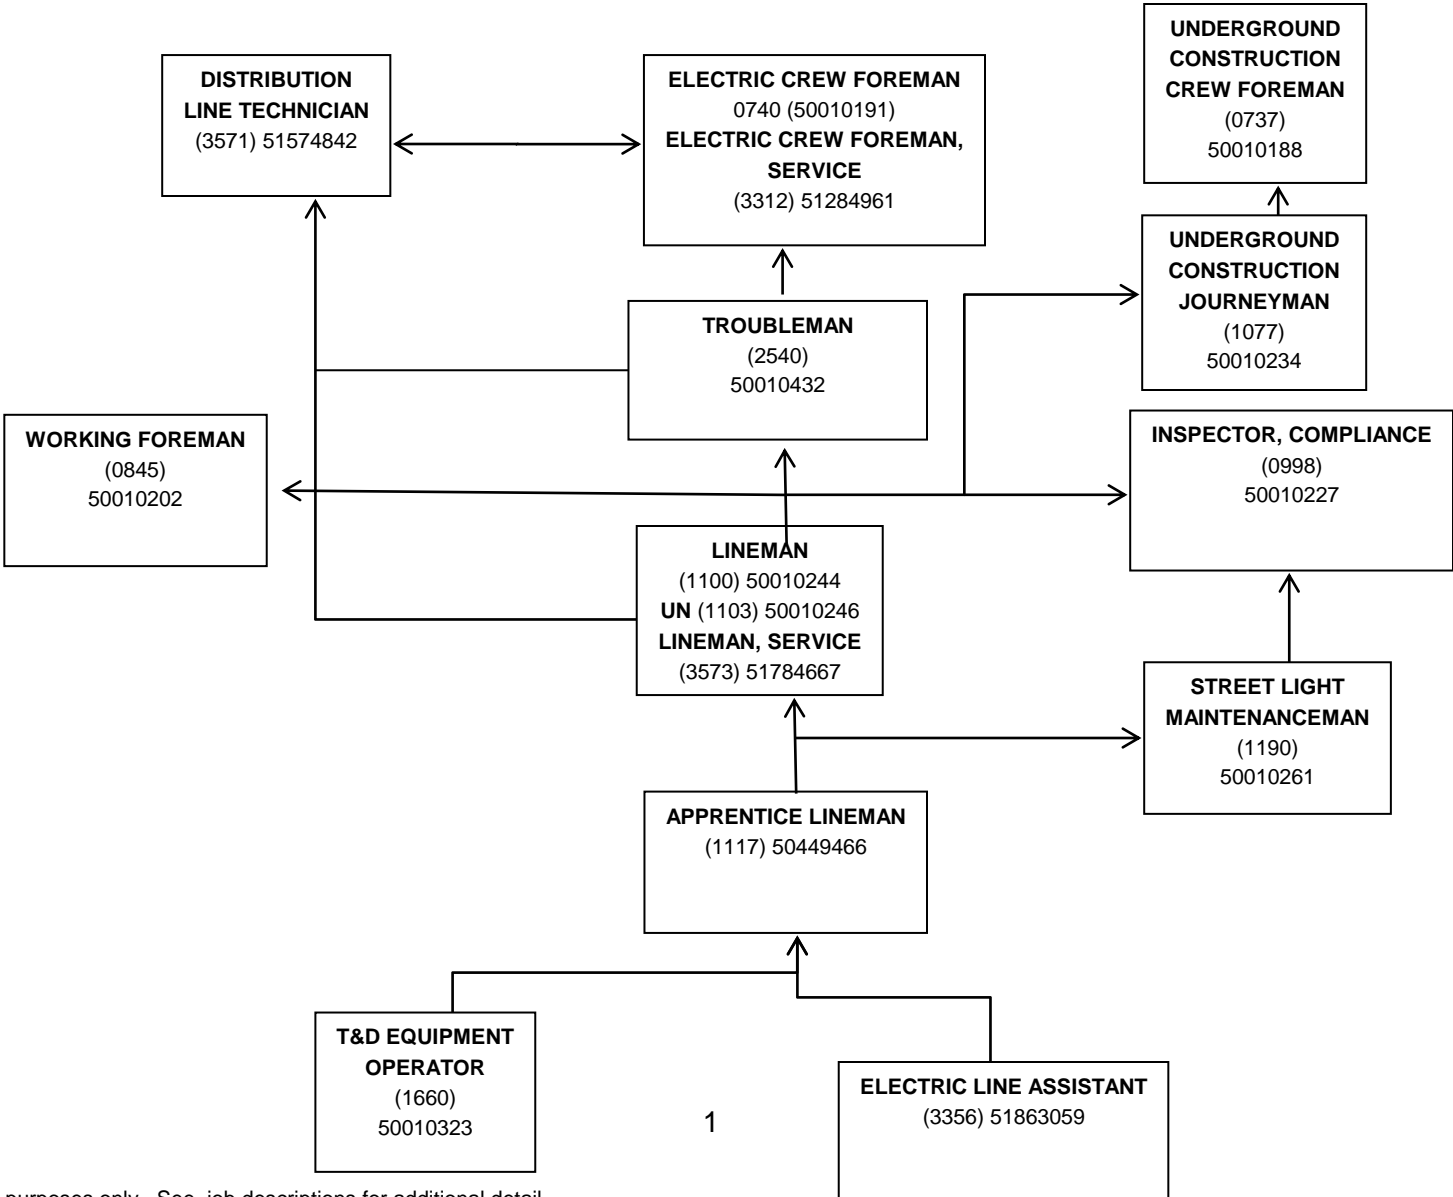 UNDERGROUND
CONSTRUCTION
CREW FOREMAN
(0737)
50010188
DISTRIBUTION
LINE TECHNICIAN
(3571) 51574842
ELECTRIC CREW FOREMAN
0740 (50010191)
ELECTRIC CREW FOREMAN,
SERVICE
(3312) 51284961
UNDERGROUND
CONSTRUCTION
JOURNEYMAN
(1077)
50010234
TROUBLEMAN
(2540)
50010432
WORKING FOREMAN
(0845)
50010202
INSPECTOR, COMPLIANCE
(0998)
50010227
LINEMAN
(1100) 50010244
UN (1103) 50010246
LINEMAN, SERVICE
(3573) 51784667
STREET LIGHT
MAINTENANCEMAN
(1190)
50010261
APPRENTICE LINEMAN
(1117) 50449466
T&D EQUIPMENT
OPERATOR
(1660)
50010323
ELECTRIC LINE ASSISTANT
(3356) 51863059
1
purposes only. See job descriptions for additional detail